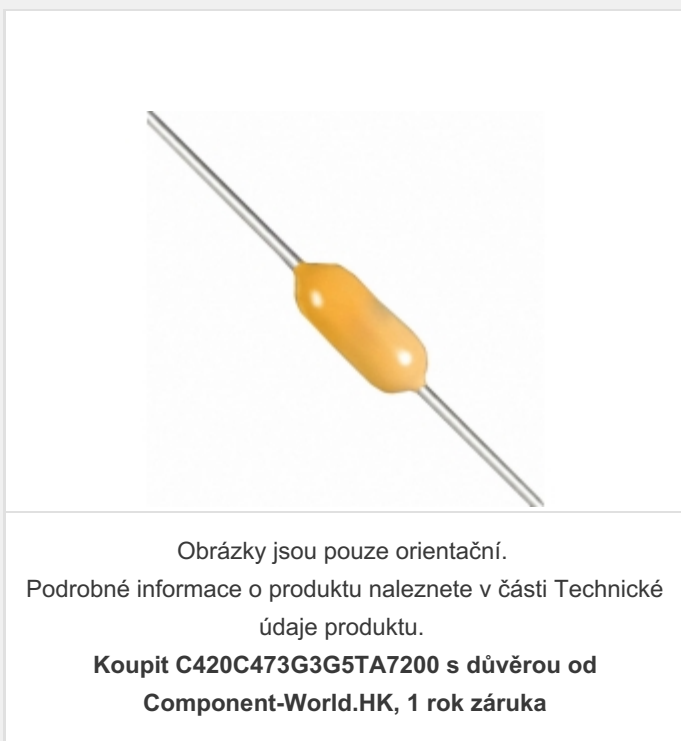 Obrázky jsou pouze orientační.
Podrobné informace o produktu naleznete v části Technické
údaje produktu.
Koupit C420C473G3G5TA7200 s důvěrou od
Component-World.HK, 1 rok záruka